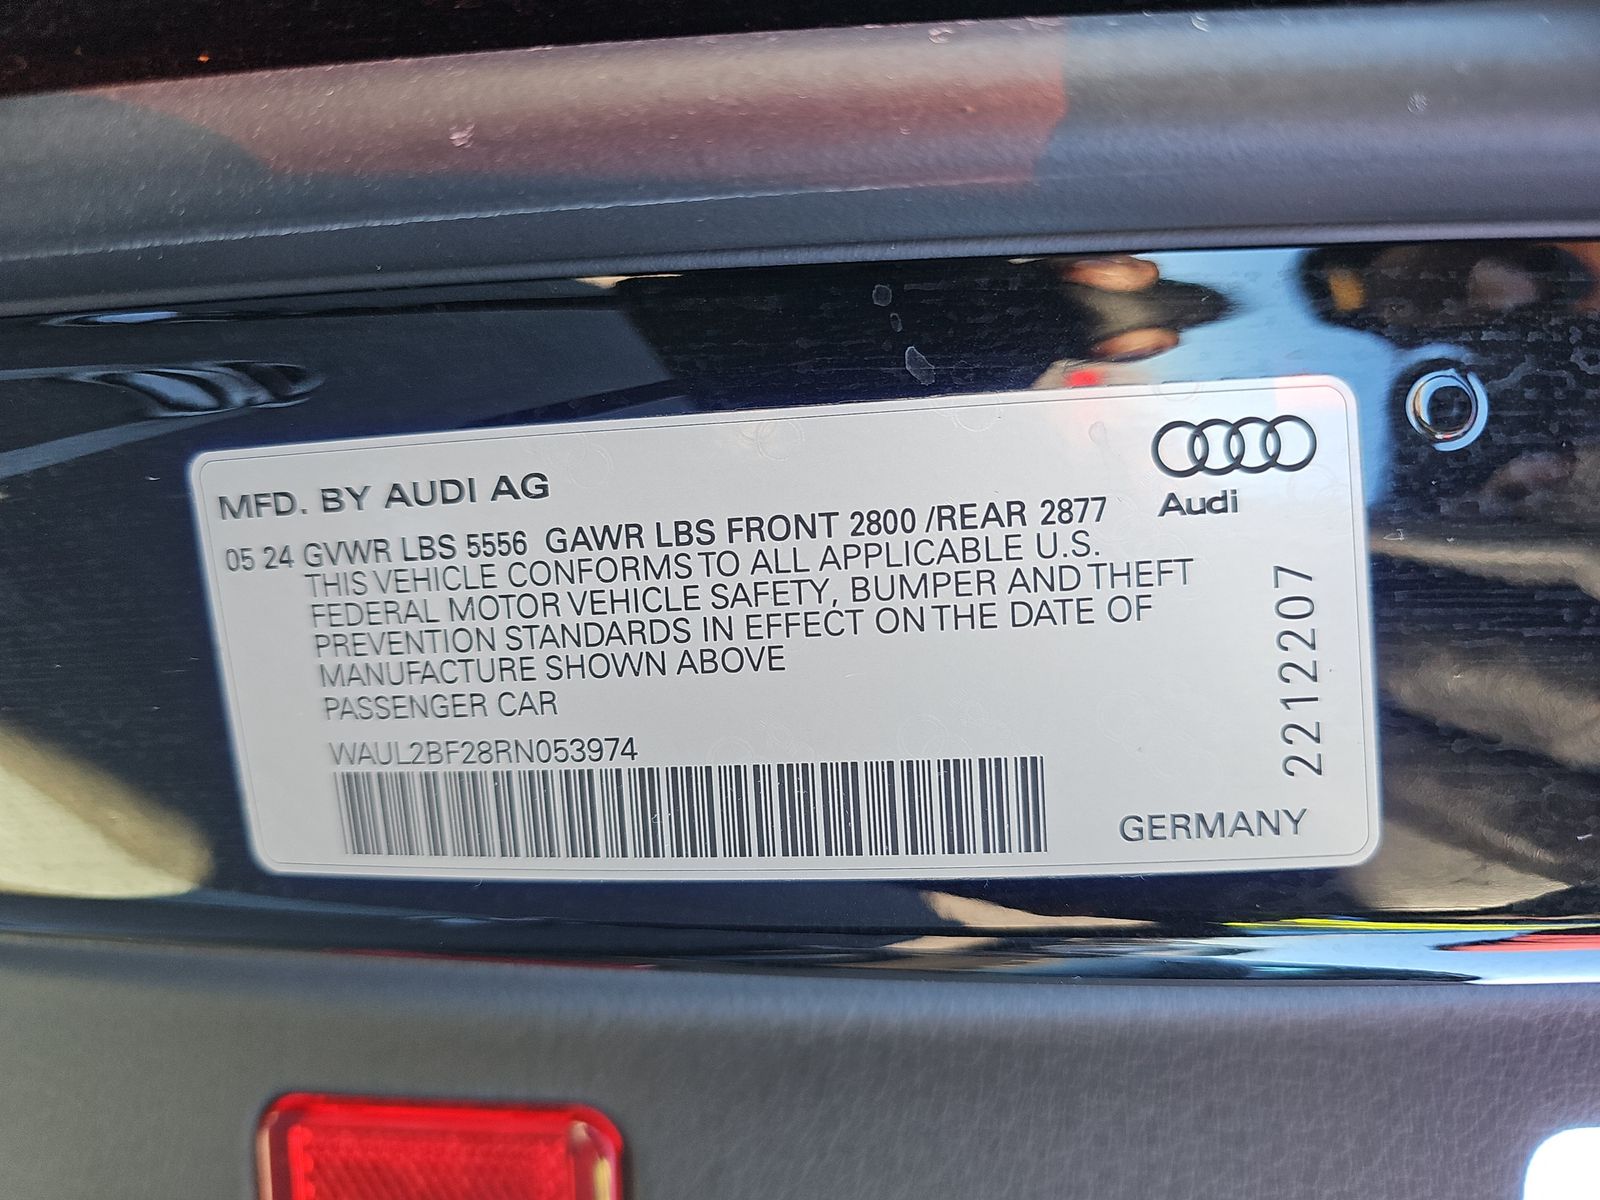 MFD. BY AUDI AG
Audi
05 24 GVWR LBS 5556 GAWR LBS FRONT 2800 /REAR 2877
THIS VEHICLE CONFORMS TO ALL APPLICABLE U.S.
FEDERAL MOTOR VEHICLE SAFETY, BUMPER AND THEFT
PREVENTION STANDARDS IN EFFECT ON THE DATE OF
MANUFACTURE SHOWN ABOVE
PASSENGER CAR
WAUL2BF28RN053974
2212207
GERMANY